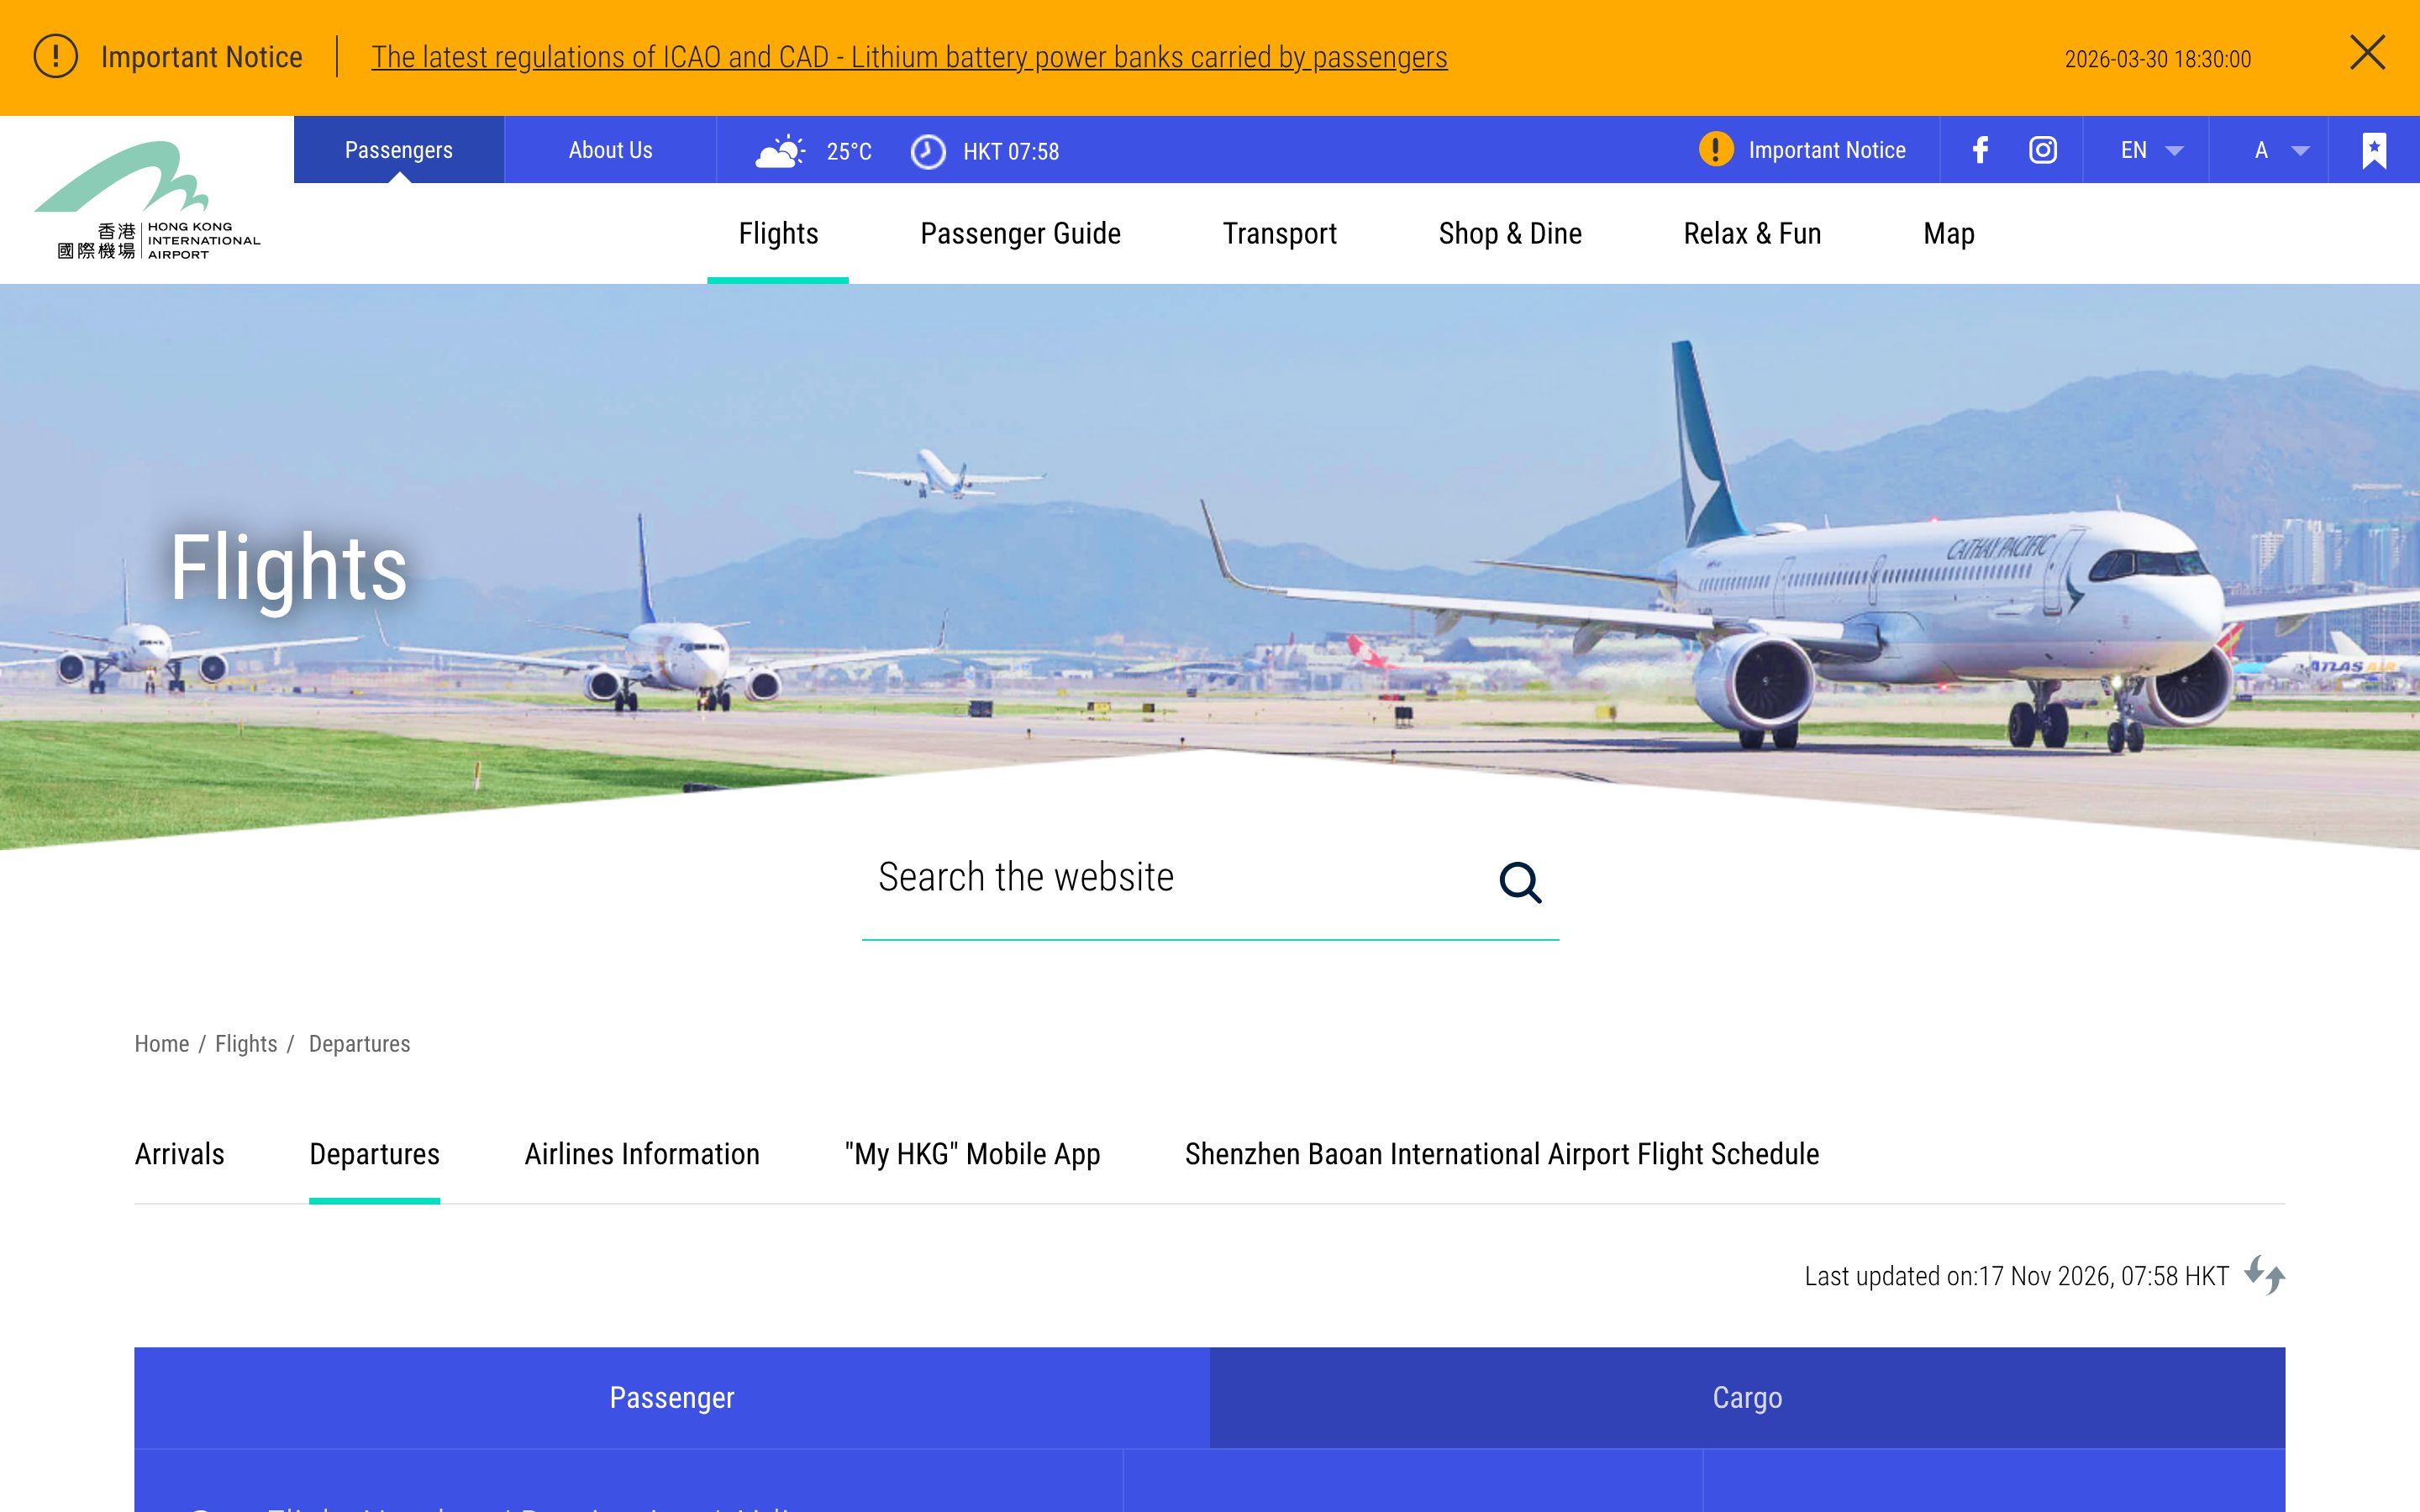 Important Notice
The latest regulations of ICAO and CAD - Lithium battery power banks carried by passengers
2026-03-30 18:30:00
香港
國際機場
HONG KONG
INTERNATIONAL
AIRPORT
Passengers
About Us
25°C
HKT 07:58
Important Notice
EN
A
Flights
Passenger Guide
Transport
Shop & Dine
Relax & Fun
Map
CATHAY PACIFIC
ATLAS AIR
Flights
Search the website
Home / Flights / Departures
Arrivals
Departures
Airlines Information
"My HKG" Mobile App
Shenzhen Baoan International Airport Flight Schedule
Last updated on:17 Nov 2026, 07:58 HKT
Passenger
Cargo